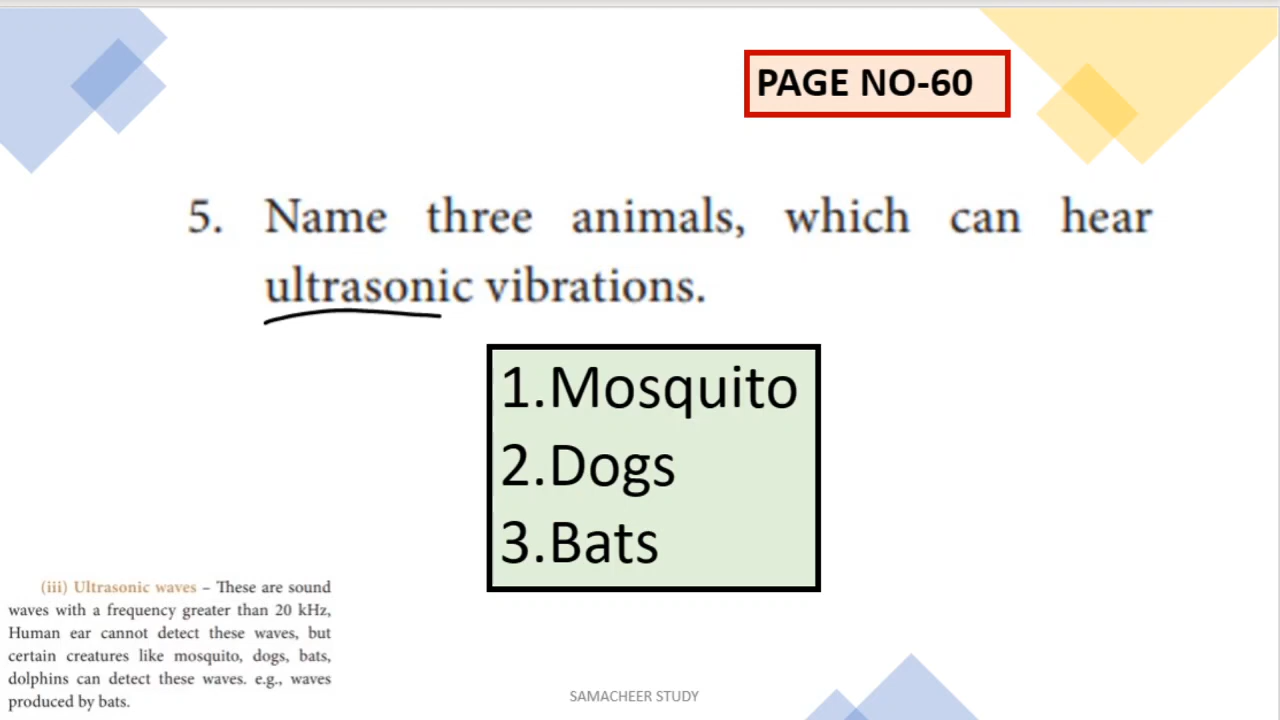 PAGE NO-60
5. Name three animals, which can hear
ultrasonic vibrations.
1.Mosquito
2.Dogs
3.Bats
(iii) Ultrasonic waves – These are sound
waves with a frequency greater than 20 kHz,
Human ear cannot detect these waves, but
certain creatures like mosquito, dogs, bats,
dolphins can detect these waves. e.g., waves
produced by bats.
SAMACHEER STUDY